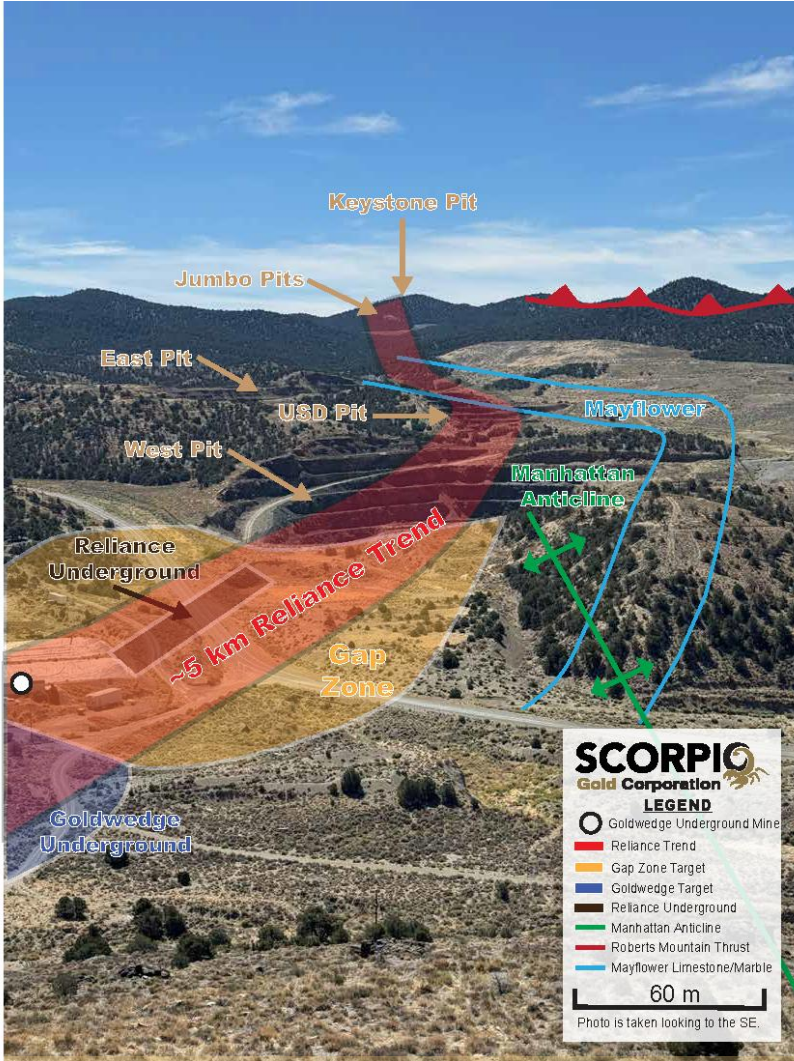 Keystone Pit
Jumbo Pits
East Pit
USD Pit
Mayflower
West Pit
Manhattan
Anticline
Reliance
Underground
~5 km Reliance Trend
Gap
Zone
Goldwedge
Underground
SCORPIO
Gold Corporation
LEGEND
Goldwedge Underground Mine
Reliance Trend
Gap Zone Target
Goldwedge Target
Reliance Underground
Manhattan Anticline
Roberts Mountain Thrust
Mayflower Limestone/Marble
60 m
Photo is taken looking to the SE.